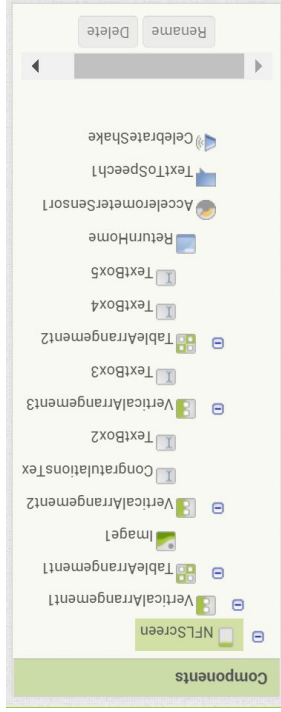 Components
NFLScreen
VerticalArrangement1
TableArrangement1
Image1
VerticalArrangement2
CongratulationsTex
TextBox2
VerticalArrangement3
TextBox3
TableArrangement2
TextBox4
TextBox5
ReturnHome
AccelerometerSensor1
TextToSpeech1
CelebrateShake
Rename Delete